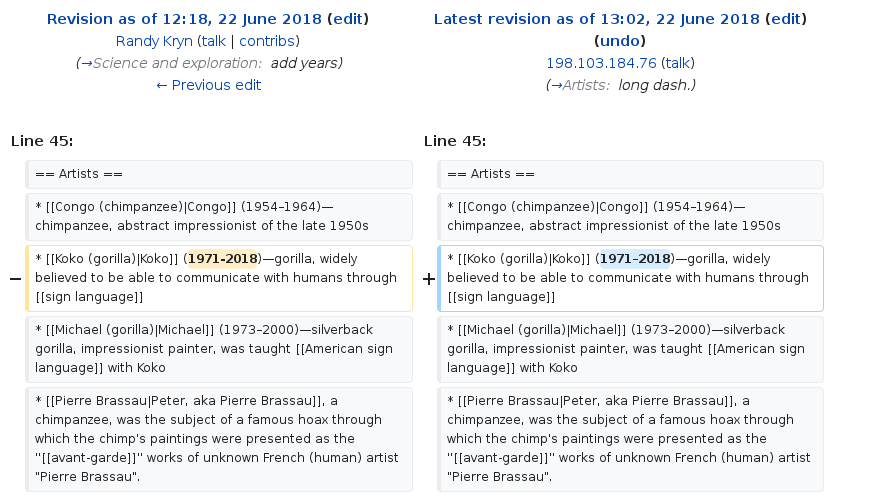 Revision as of 12:18, 22 June 2018 (edit)
Randy Kryn (talk | contribs)
(→Science and exploration: add years)
← Previous edit
Latest revision as of 13:02, 22 June 2018 (edit)
(undo)
198.103.184.76 (talk)
(→Artists: long dash.)
Line 45:
Line 45:
== Artists ==
== Artists ==
* [[Congo (chimpanzee)|Congo]] (1954–1964)—
chimpanzee, abstract impressionist of the late 1950s
* [[Congo (chimpanzee)|Congo]] (1954–1964)—
chimpanzee, abstract impressionist of the late 1950s
−
* [[Koko (gorilla)|Koko]] (1971-2018)—gorilla, widely
believed to be able to communicate with humans through
[[sign language]]
+
* [[Koko (gorilla)|Koko]] (1971–2018)—gorilla, widely
believed to be able to communicate with humans through
[[sign language]]
* [[Michael (gorilla)|Michael]] (1973–2000)—silverback
gorilla, impressionist painter, was taught [[American sign
language]] with Koko
* [[Michael (gorilla)|Michael]] (1973–2000)—silverback
gorilla, impressionist painter, was taught [[American sign
language]] with Koko
* [[Pierre Brassau|Peter, aka Pierre Brassau]], a
chimpanzee, was the subject of a famous hoax through
which the chimp's paintings were presented as the
"[[avant-garde]]" works of unknown French (human) artist
"Pierre Brassau".
* [[Pierre Brassau|Peter, aka Pierre Brassau]], a
chimpanzee, was the subject of a famous hoax through
which the chimp's paintings were presented as the
"[[avant-garde]]" works of unknown French (human) artist
"Pierre Brassau".